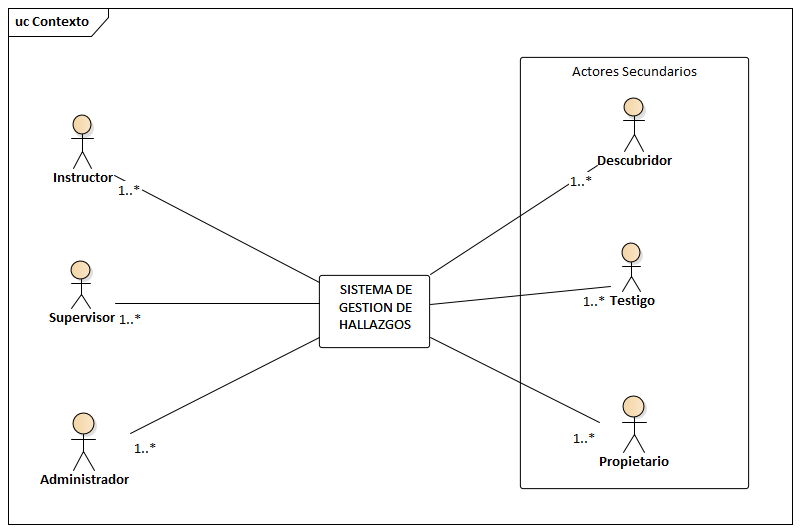 uc Contexto
Actores Secundarios
Instructor
1..*
Descubridor
1..*
Supervisor
1..*
SISTEMA DE
GESTION DE
HALLAZGOS
1..*
Testigo
Administrador
1..*
1..*
Propietario